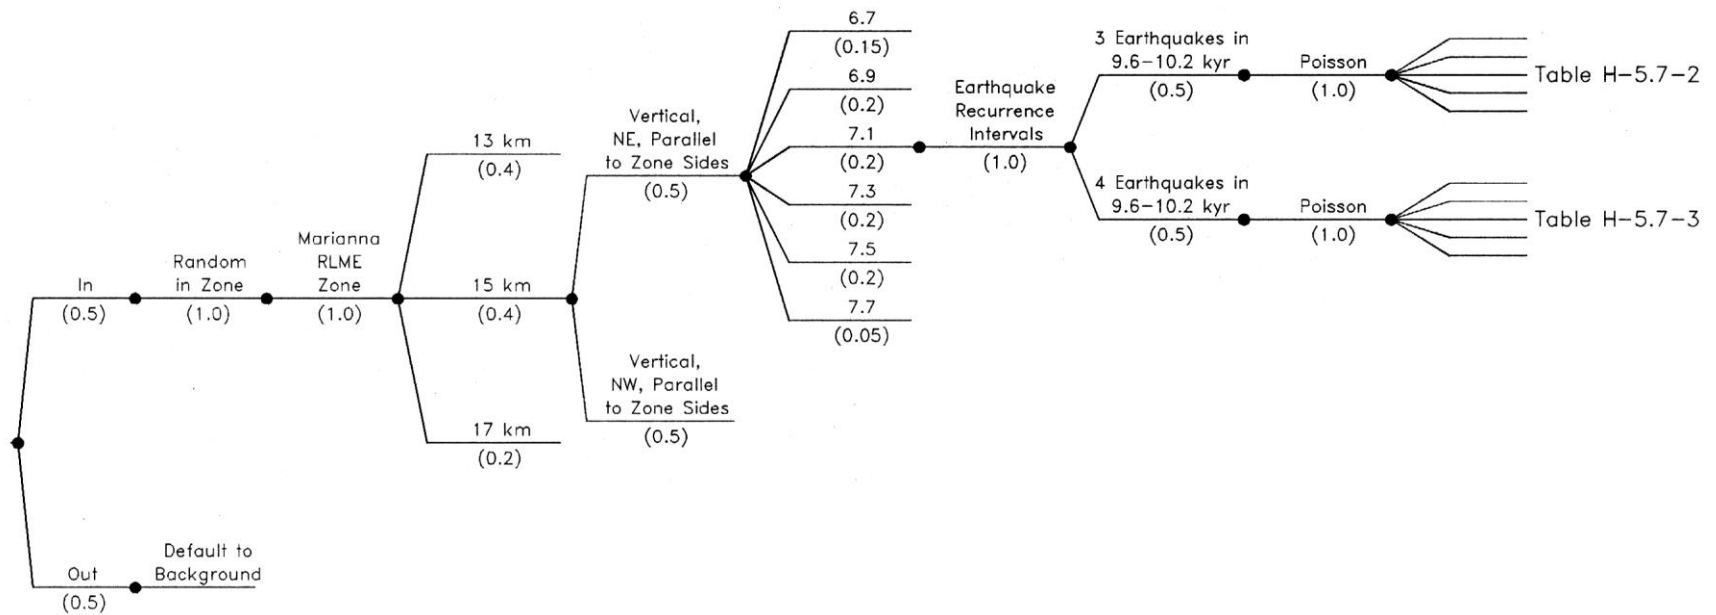 In
(0.5)
Out
(0.5)
Default to
Background
Random
in Zone
(1.0)
Marianna
RLME
Zone
(1.0)
13 km
(0.4)
15 km
(0.4)
17 km
(0.2)
Vertical,
NE, Parallel
to Zone Sides
(0.5)
Vertical,
NW, Parallel
to Zone Sides
(0.5)
6.7
(0.15)
6.9
(0.2)
7.1
(0.2)
7.3
(0.2)
7.5
(0.2)
7.7
(0.05)
Earthquake
Recurrence
Intervals
(1.0)
3 Earthquakes in
9.6-10.2 kyr
(0.5)
Poisson
(1.0)
Table H-5.7-2
4 Earthquakes in
9.6-10.2 kyr
(0.5)
Poisson
(1.0)
Table H-5.7-3